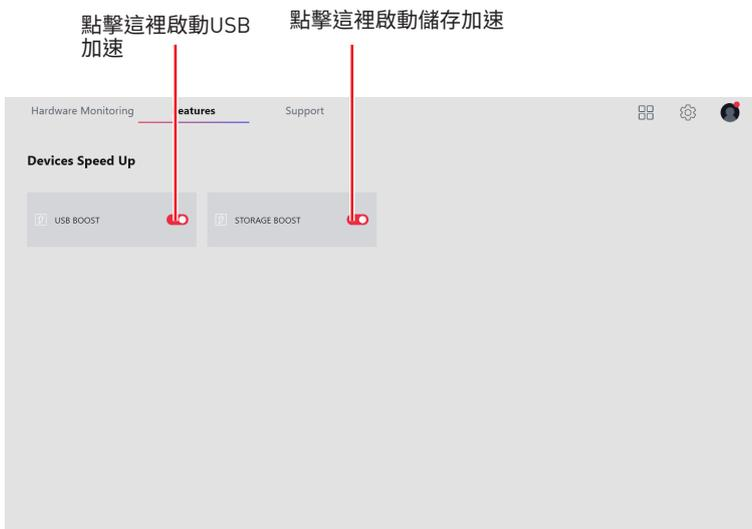 點擊這裡啟動USB
加速
點擊這裡啟動儲存加速
Hardware Monitoring
eatures
Support
Devices Speed Up
USB BOOST
STORAGE BOOST